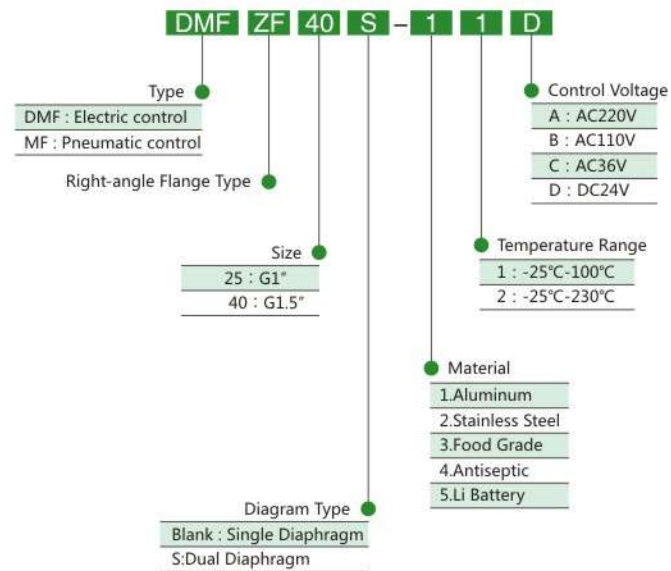 DMF ZF 40 S - 1 1 D
Type
DMF : Electric control
MF : Pneumatic control
Right-angle Flange Type
Size
25 : G1"
40 : G1.5"
Diagram Type
Blank : Single Diaphragm
S:Dual Diaphragm
Material
1.Aluminum
2.Stainless Steel
3.Food Grade
4.Antiseptic
5.Li Battery
Temperature Range
1 : -25℃-100℃
2 : -25℃-230℃
Control Voltage
A : AC220V
B : AC110V
C : AC36V
D : DC24V